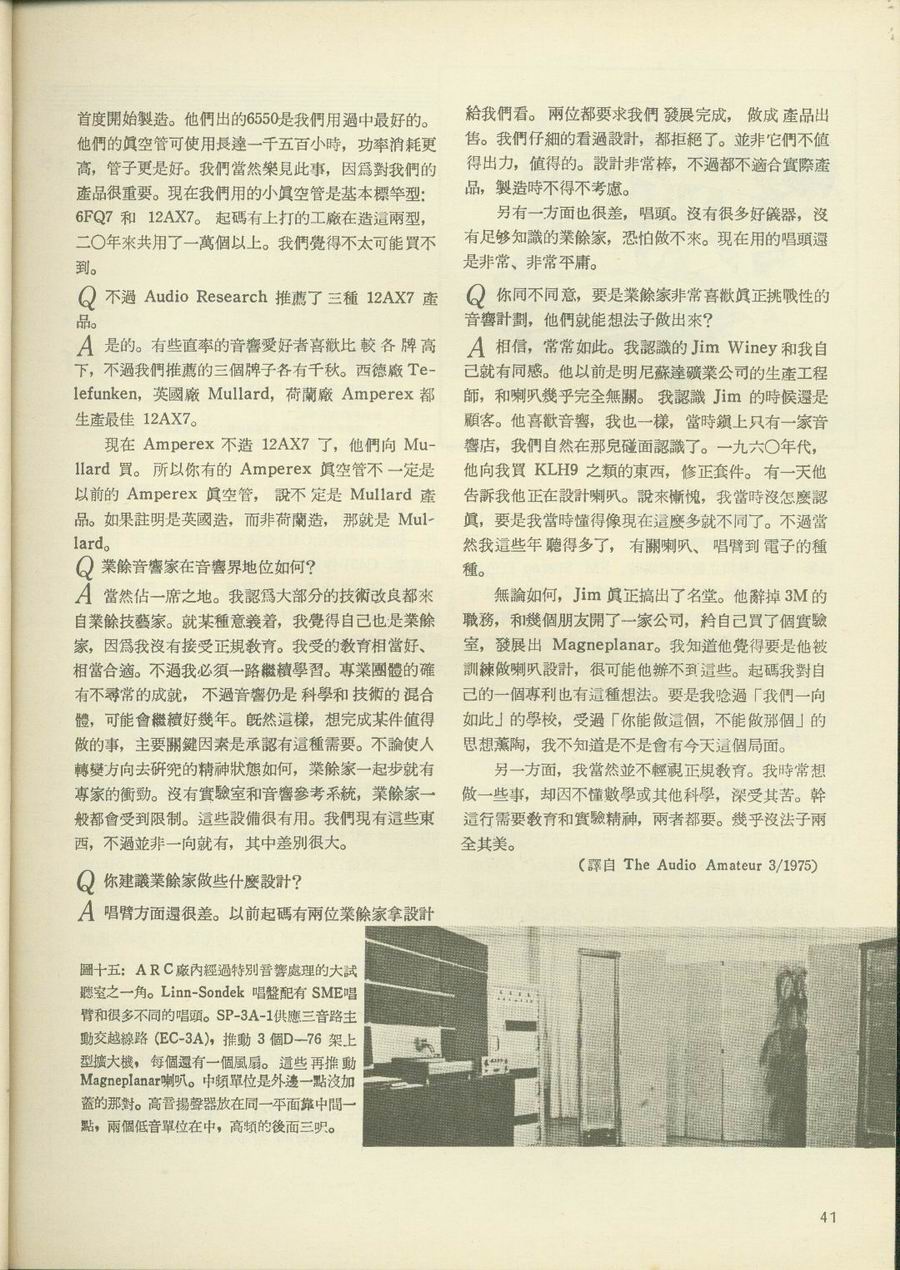 首度開始製造。他們出的6550是我們用過中最好的。
他們的眞空管可使用長達一千五百小時，功率消耗更
高，管子更是好。我們當然樂見此事，因爲對我們的
產品很重要。現在我們用的小眞空管是基本標竿型：
6FQ7 和 12AX7。 起碼有上打的工廠在造這兩型，
二〇年來共用了一萬個以上。我們覺得不太可能買不
到。
Q 不過 Audio Research 推薦了三種 12AX7 產
品。
A 是的。有些直率的音響愛好者喜歡比較各牌高
下，不過我們推薦的三個牌子各有千秋。西德廠 Te-
lefunken，英國廠 Mullard，荷蘭廠 Amperex 都
生產最佳 12AX7。
現在 Amperex 不造 12AX7 了，他們向 Mu-
llard 買。 所以你有的 Amperex 眞空管不一定是
以前的 Amperex 眞空管， 說不定是 Mullard 產
品。如果註明是英國造，而非荷蘭造， 那就是 Mul-
lard。
Q 業餘音響家在音響界地位如何？
A 當然佔一席之地。我認爲大部分的技術改良都來
自業餘技藝家。就某種意義着，我覺得自己也是業餘
家，因爲我沒有接受正規敎育。我受的敎育相當好、
相當合適。不過我必須一路繼續學習。專業團體的確
有不尋常的成就， 不過音響仍是科學和技術的混合
體，可能會繼續好幾年。旣然這樣，想完成某件値得
做的事，主要關鍵因素是承認有這種需要。不論使人
轉變方向去硏究的精神狀態如何，業餘家一起步就有
專家的衝勁。沒有實驗室和音響參考系統，業餘家一
般都會受到限制。這些設備很有用。我們現有這些東
西，不過並非一向就有，其中差別很大。
Q 你建議業餘家做些什麼設計？
A 唱臂方面還很差。以前起碼有兩位業餘家拿設計
給我們看。 兩位都要求我們發展完成， 做成產品出
售。我們仔細的看過設計，都拒絕了。並非它們不値
得出力，値得的。設計非常棒，不過都不適合實際產
品，製造時不得不考慮。
另有一方面也很差，唱頭。沒有很多好儀器，沒
有足够知識的業餘家，恐怕做不來。現在用的唱頭還
是非常、非常平庸。
Q 你同不同意，要是業餘家非常喜歡眞正挑戰性的
音響計劃，他們就能想法子做出來？
A 相信，常常如此。我認識的 Jim Winey 和我自
己就有同感。他以前是明尼蘇達礦業公司的生產工程
師，和喇叭幾乎完全無關。 我認識 Jim 的時候還是
顧客。他喜歡音響，我也一樣，當時鎭上只有一家音
響店，我們自然在那兒碰面認識了。一九六〇年代，
他向我買 KLH9 之類的東西，修正套件。 有一天他
告訴我他正在設計喇叭。說來慚愧，我當時沒怎麼認
眞，要是我當時懂得像現在這麼多就不同了。不過當
然我這些年聽得多了， 有關喇叭、唱臂到電子的種
種。
無論如何，Jim 眞正搞出了名堂。他辭掉 3M 的
職務，和幾個朋友開了一家公司，給自己買了個實驗
室，發展出 Magneplanar。我知道他覺得要是他被
訓練做喇叭設計，很可能他辦不到這些。起碼我對自
己的一個專利也有這種想法。要是我唸過「我們一向
如此」的學校，受過「你能做這個，不能做那個」的
思想薰陶，我不知道是不是會有今天這個局面。
另一方面，我當然並不輕視正規敎育。我時常想
做一些事，却因不懂數學或其他科學，深受其苦。幹
這行需要敎育和實驗精神，兩者都要。幾乎沒法子兩
全其美。
（譯自 The Audio Amateur 3/1975）
圖十五： ARC廠內經過特別音響處理的大試
聽室之一角。Linn-Sondek 唱盤配有 SME唱
臂和很多不同的唱頭。SP-3A-1供應三音路主
動交越線路 (EC-3A)，推動 3 個D—76 架上
型擴大機， 每個還有一個風扇。 這些再推動
Magneplanar喇叭。中頻單位是外邊一點沒加
蓋的那對。高音揚聲器放在同一平面靠中間一
點，兩個低音單位在中，高頻的後面三呎。
41